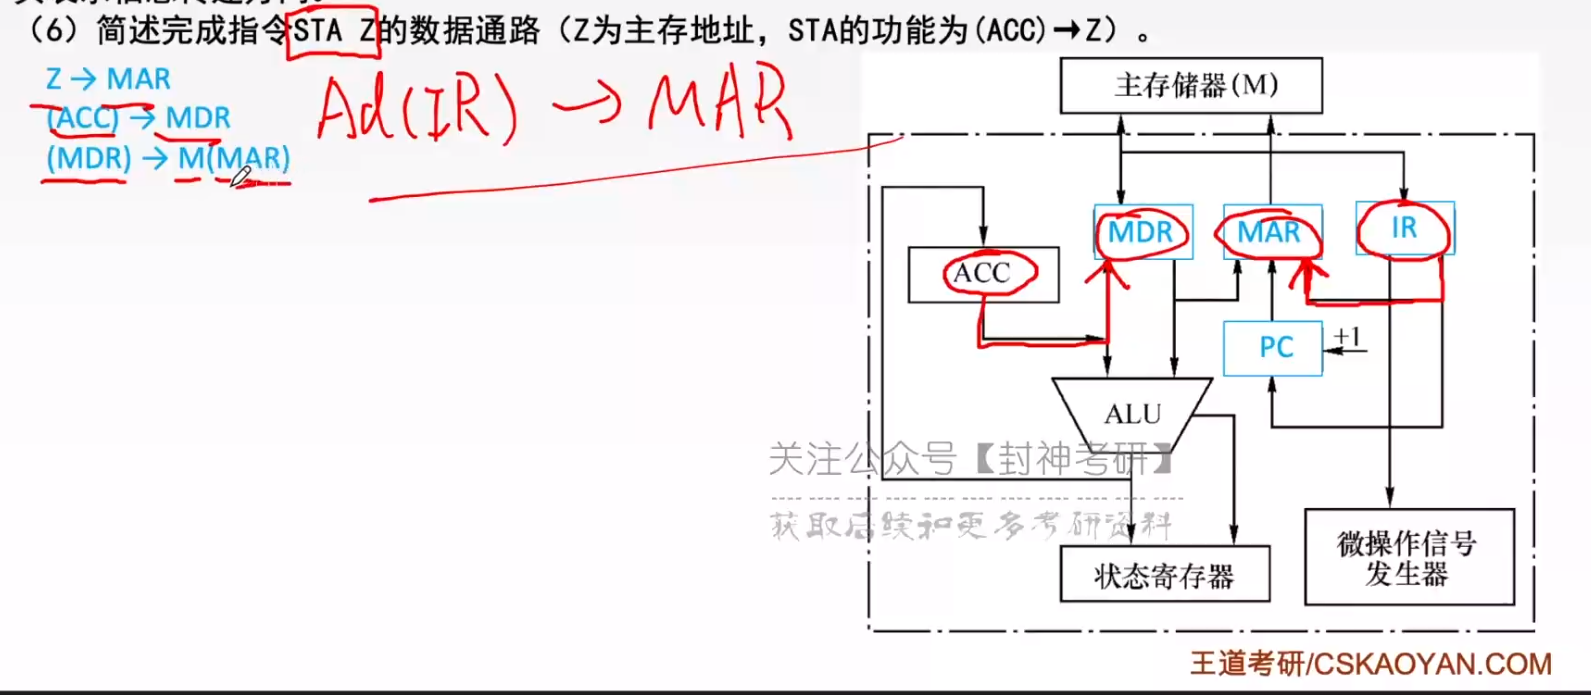 (6) 简述完成指令STA Z的数据通路（Z为主存地址，STA的功能为(ACC)→Z）。
Z → MAR
(ACC) → MDR
(MDR) → M(MAR)
Ad(IR) → MAR
主存储器(M)
MDR
MAR
IR
ACC
PC
+1
ALU
关注公众号【封神考研】
获取后续和更多考研资料
状态寄存器
微操作信号
发生器
王道考研/CSKAOYAN.COM